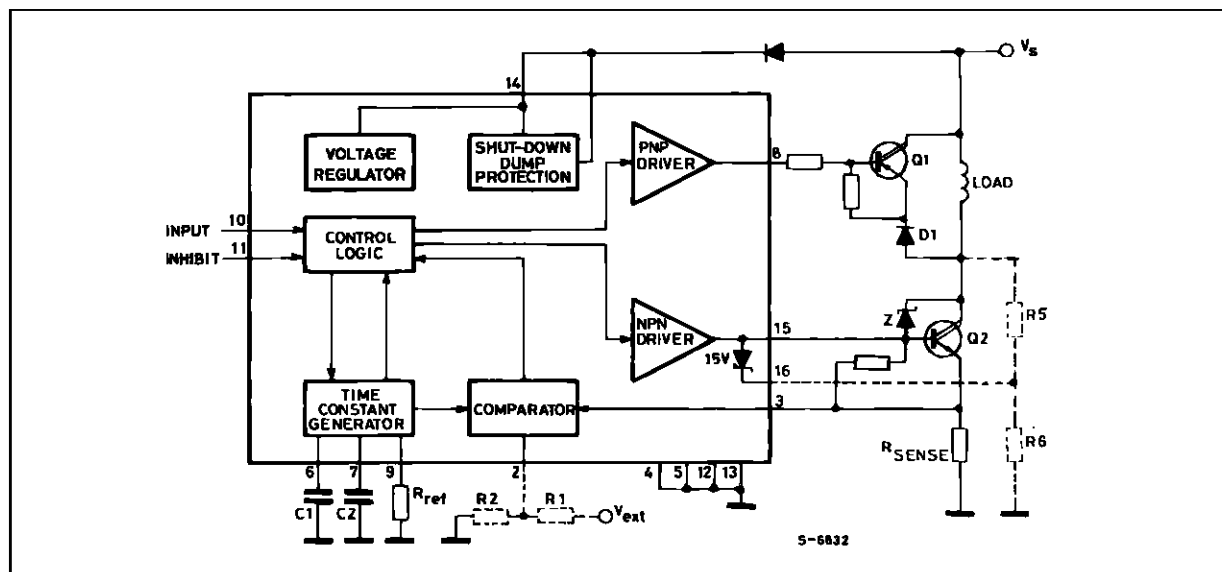 Vs
14
VOLTAGE
REGULATOR
SHUT-DOWN
DUMP
PROTECTION
PNP
DRIVER
8
Q1
LOAD
D1
INPUT
10
INHIBIT
11
CONTROL
LOGIC
NPN
DRIVER
15
15V
16
Z
Q2
R5
TIME
CONSTANT
GENERATOR
COMPARATOR
3
RSENSE
R6
6
7
9
2
4
5
12
13
C1
C2
Rref
R2
R1
Vext
S-6832